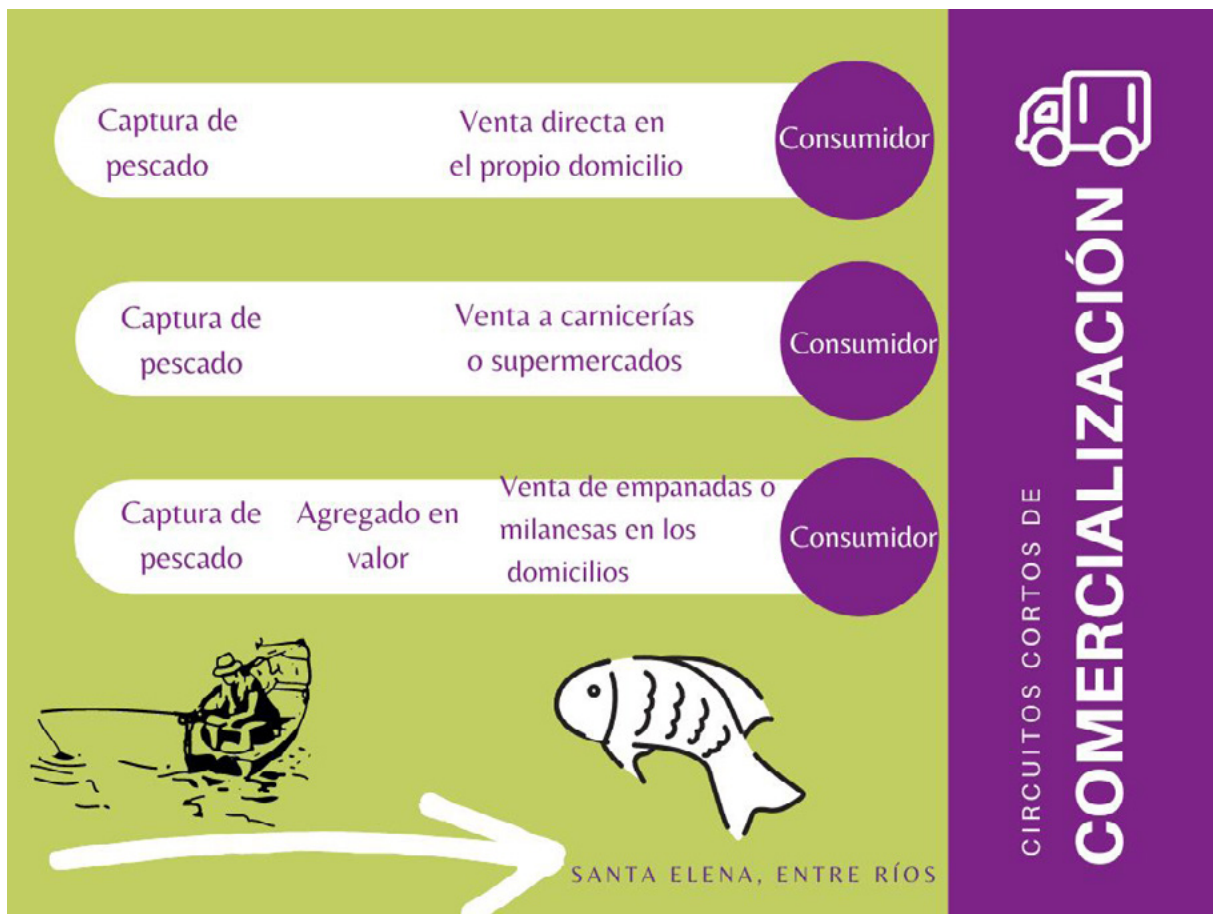 Captura de
pescado
Venta directa en
el propio domicilio
Consumidor
Captura de
pescado
Venta a carnicerías
o supermercados
Consumidor
Captura de
pescado
Agregado en
valor
Venta de empanadas o
milanesas en los
domicilios
Consumidor
SANTA ELENA, ENTRE RÍOS
CIRCUITOS CORTOS DE
COMERCIALIZACIÓN